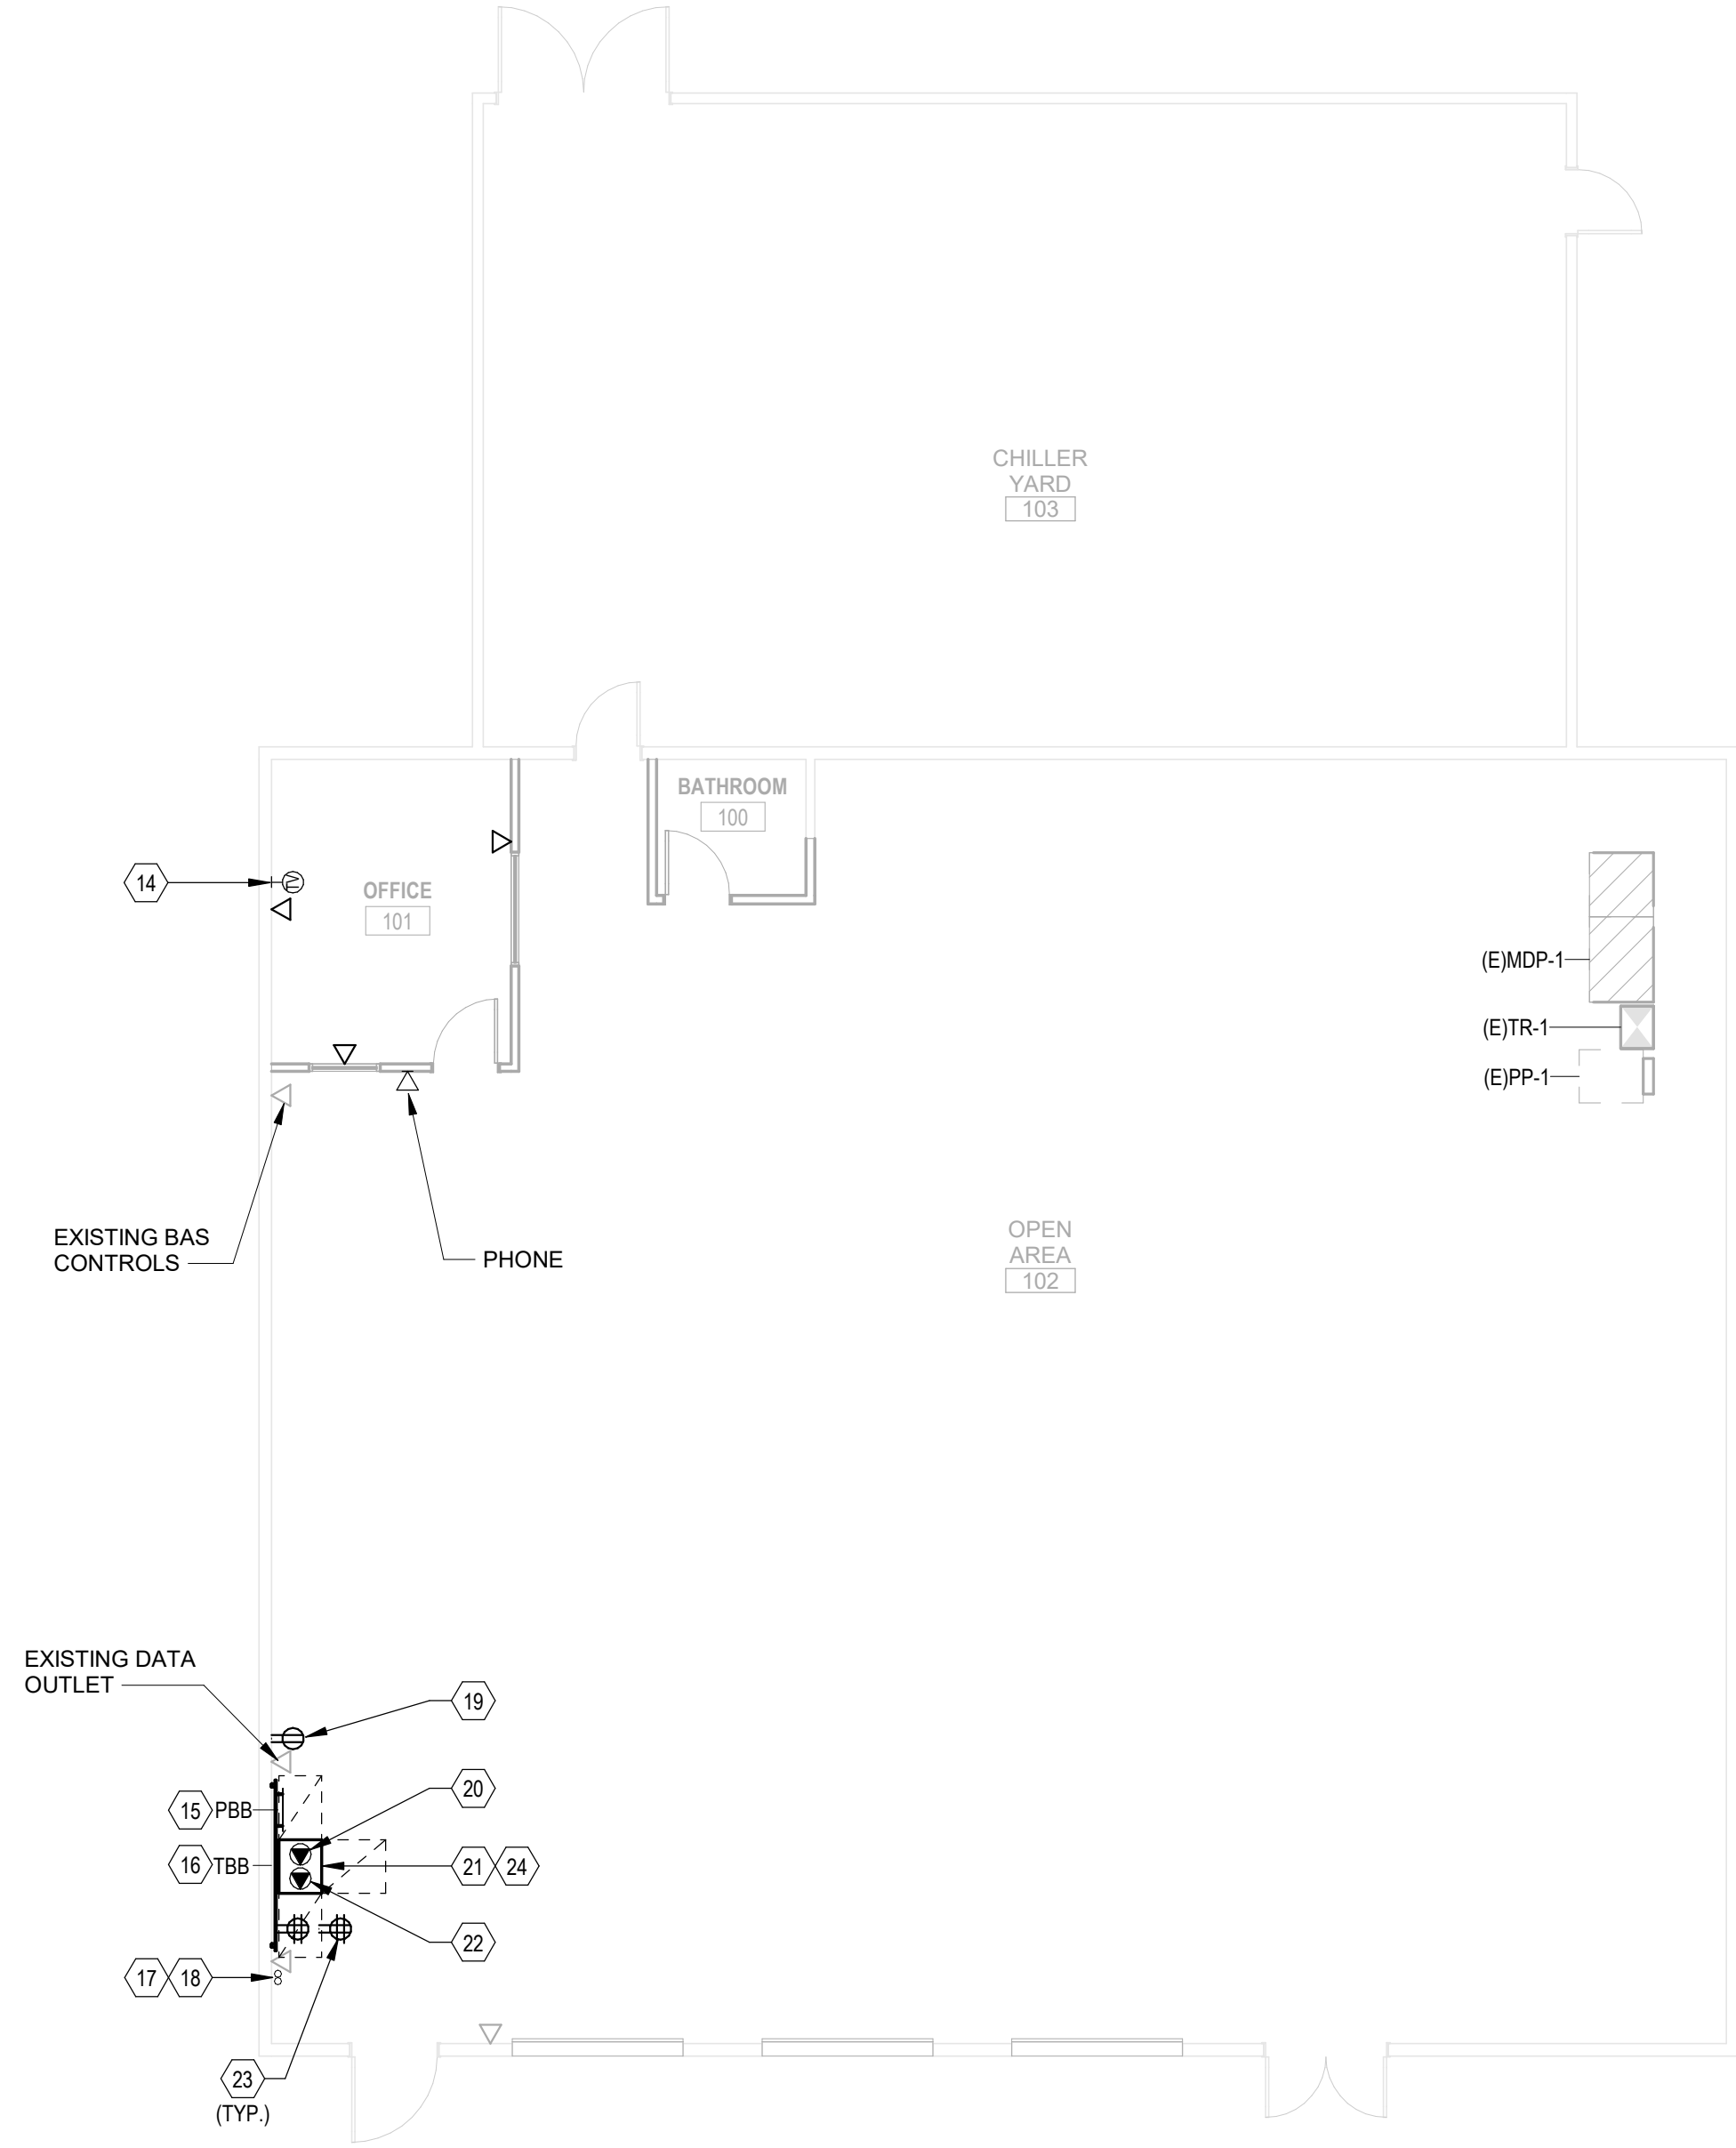 CHILLER
YARD
103
BATHROOM
100
14
TV
OFFICE
101
(E)MDP-1
(E)TR-1
(E)PP-1
EXISTING BAS
CONTROLS
PHONE
OPEN
AREA
102
EXISTING DATA
OUTLET
19
20
15 PBB
16 TBB
21 24
22
17 18
23
(TYP.)